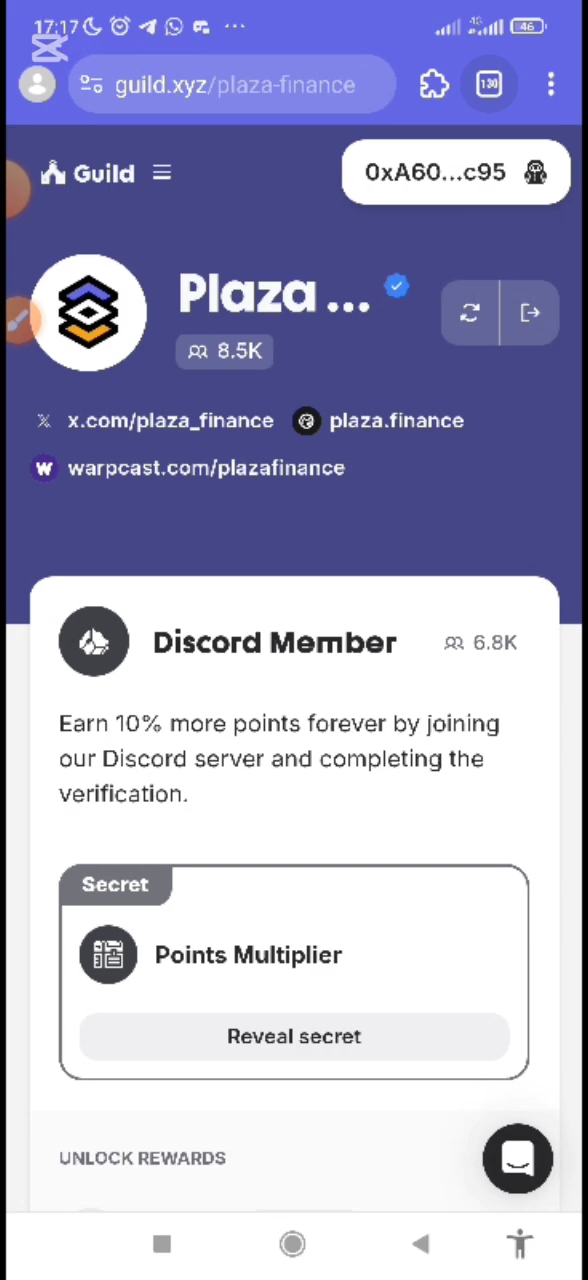 17:17 ... 4G 46
guild.xyz/plaza-finance 130
Guild 0xA60...c95
Plaza ...
8.5K
x.com/plaza_finance plaza.finance
warpcast.com/plazafinance
Discord Member 6.8K
Earn 10% more points forever by joining
our Discord server and completing the
verification.
Secret
Points Multiplier
Reveal secret
UNLOCK REWARDS